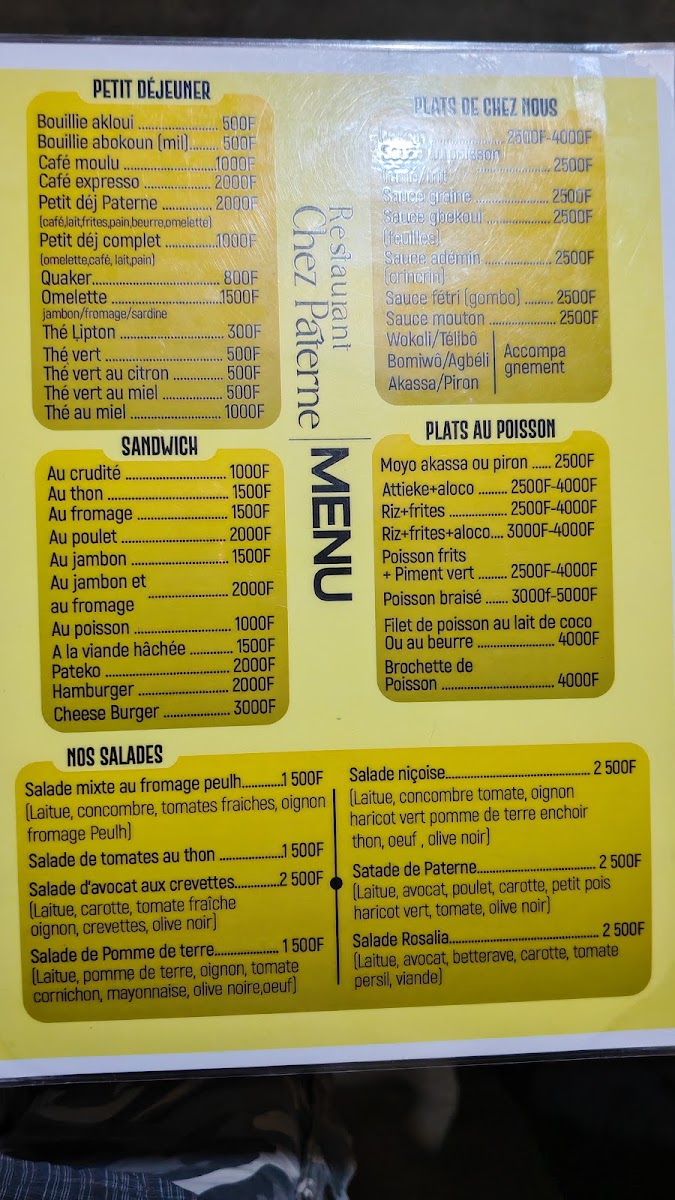 PETIT DÉJEUNER
Bouillie akloui .................... 500F
Bouillie abokoun (mil)....... 500F
Café moulu ......................1000F
Café expresso ................ 2000F
Petit déj Paterne ............ 2000F
(café,lait,frites,pain,beurre,omelette)
Petit déj complet ............1000F
(omelette,café, lait,pain)
Quaker............................... 800F
Omelette ..........................1500F
jambon/fromage/sardine
Thé Lipton ........................ 300F
Thé vert ............................ 500F
Thé vert au citron ............ 500F
Thé vert au miel .............. 500F
Thé au miel ..................... 1000F
SANDWICH
Au crudité ........................ 1000F
Au thon ............................ 1500F
Au fromage ..................... 1500F
Au poulet ......................... 2000F
Au jambon ....................... 1500F
Au jambon et
au fromage .................. 2000F
Au poisson ....................... 1000F
A la viande hâchée .......... 1500F
Pateko .............................. 2000F
Hamburger ...................... 2000F
Cheese Burger ................ 3000F
Restaurant
Chez Paterne
MENU
PLATS DE CHEZ NOUS
.................. 2500F-4000F
poisson
.................. 2500F
Sauce graine .................. 2500F
Sauce gbekoui ................ 2500F
(feuilles)
Sauce adémin ................ 2500F
(crincrin)
Sauce fétri (gombo) ........ 2500F
Sauce mouton ................ 2500F
Wokoli/Télibô
Bomiwô/Agbéli
Akassa/Piron
Accompa
gnement
PLATS AU POISSON
Moyo akassa ou piron ...... 2500F
Attieke+aloco ........ 2500F-4000F
Riz+frites ............... 2500F-4000F
Riz+frites+aloco.... 3000F-4000F
Poisson frits
+ Piment vert ........ 2500F-4000F
Poisson braisé ...... 3000f-5000F
Filet de poisson au lait de coco
Ou au beurre .................... 4000F
Brochette de
Poisson ............................. 4000F
NOS SALADES
Salade mixte au fromage peulh..........1 500F
(Laitue, concombre, tomates fraiches, oignon
fromage Peulh)
Salade de tomates au thon ................1 500F
Salade d'avocat aux crevettes...........2 500F
(Laitue, carotte, tomate fraîche
oignon, crevettes, olive noir)
Salade de Pomme de terre................ 1 500F
(Laitue, pomme de terre, oignon, tomate
cornichon, mayonnaise, olive noire,oeuf)
Salade niçoise.................................... 2 500F
(Laitue, concombre tomate, oignon
haricot vert pomme de terre enchoir
thon, oeuf , olive noir)
Satade de Paterne.............................. 2 500F
(Laitue, avocat, poulet, carotte, petit pois
haricot vert, tomate, olive noir)
Salade Rosalia..................................... 2 500F
(Laitue, avocat, betterave, carotte, tomate
persil, viande)